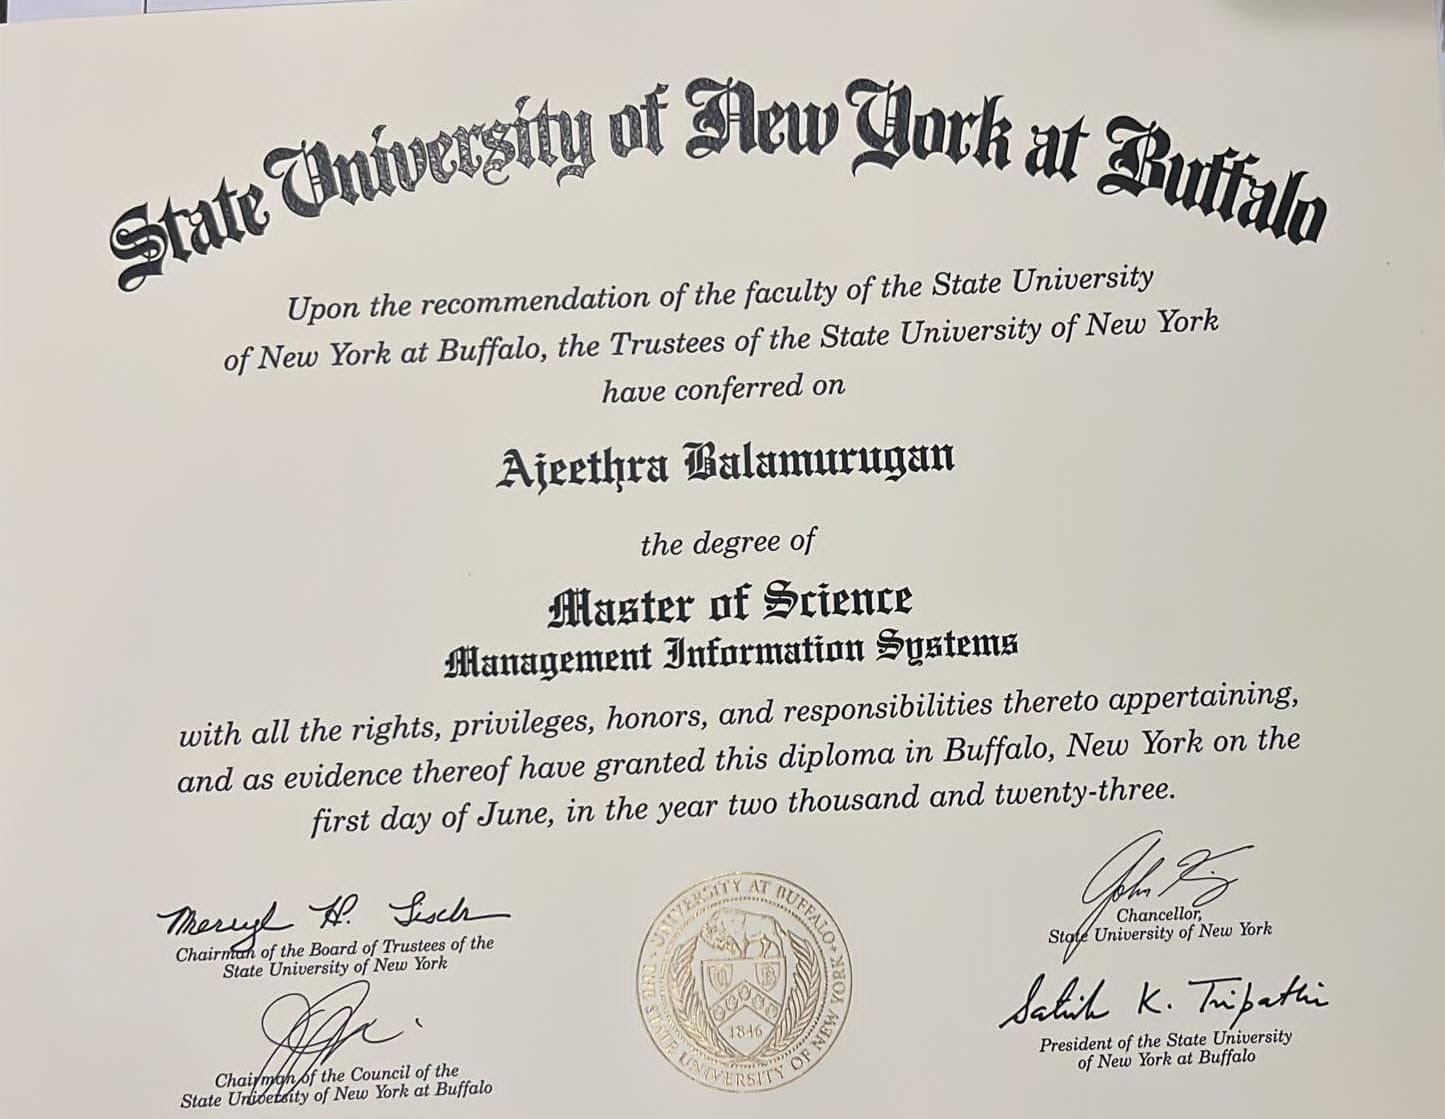 State University of New York at Buffalo
Upon the recommendation of the faculty of the State University
of New York at Buffalo, the Trustees of the State University of New York
have conferred on
Ajeethra Balamurugan
the degree of
Master of Science
Management Information Systems
with all the rights, privileges, honors, and responsibilities thereto appertaining,
and as evidence thereof have granted this diploma in Buffalo, New York on the
first day of June, in the year two thousand and twenty-three.
Merryl H. Tisch
Chairman of the Board of Trustees of the
State University of New York
Chairman of the Council of the
State University of New York at Buffalo
UNIVERSITY AT BUFFALO
THE STATE UNIVERSITY OF NEW YORK
UB
1846
John
Chancellor,
State University of New York
Satish K. Tripathi
President of the State University
of New York at Buffalo